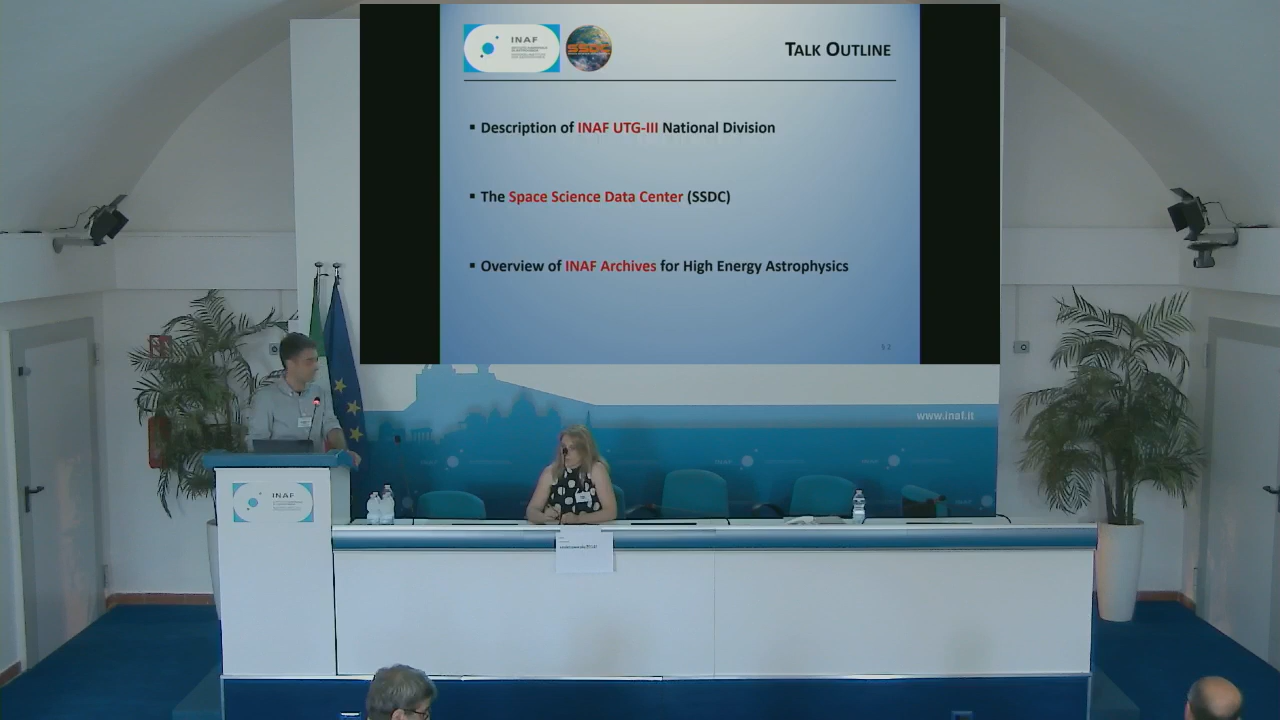 INAF
SSDC
TALK OUTLINE
▪ Description of INAF UTG-III National Division
▪ The Space Science Data Center (SSDC)
▪ Overview of INAF Archives for High Energy Astrophysics
www.inaf.it
INAF